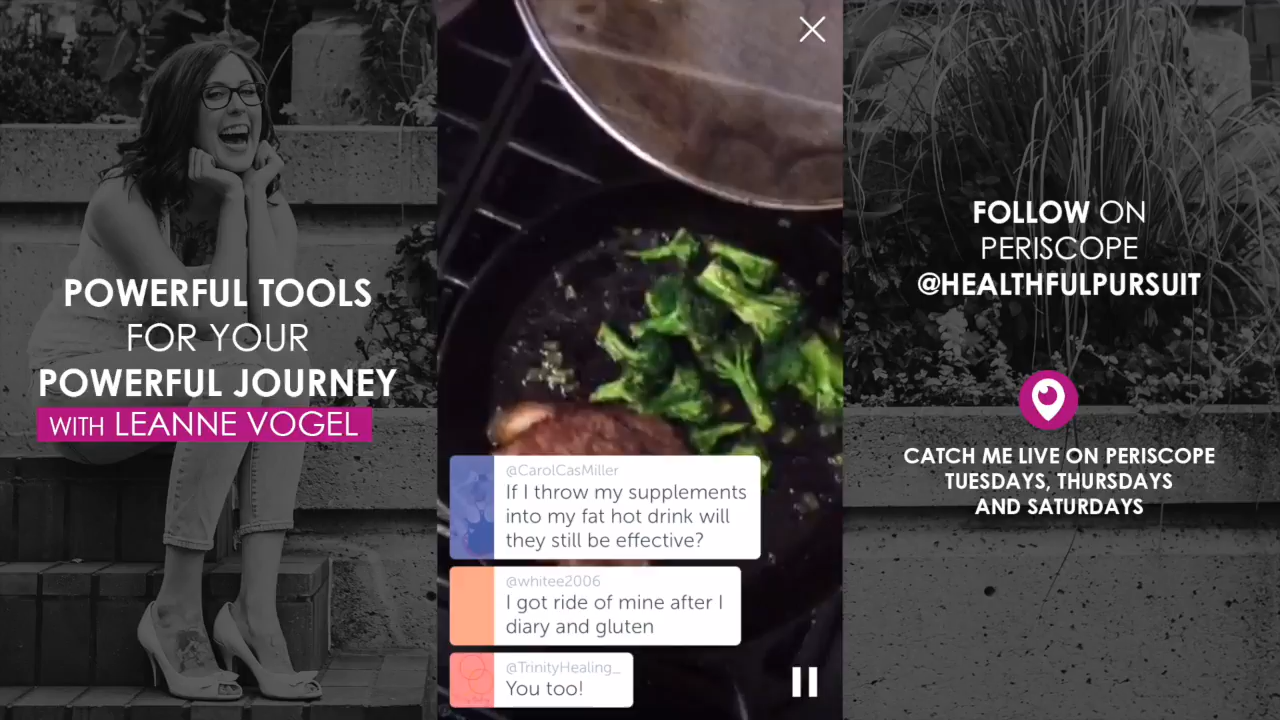 POWERFUL TOOLS
FOR YOUR
POWERFUL JOURNEY
WITH LEANNE VOGEL
@CarolCasMiller
If I throw my supplements
into my fat hot drink will
they still be effective?
@whitee2006
I got ride of mine after I
diary and gluten
@TrinityHealing_
You too!
FOLLOW ON
PERISCOPE
@HEALTHFULPURSUIT
CATCH ME LIVE ON PERISCOPE
TUESDAYS, THURSDAYS
AND SATURDAYS